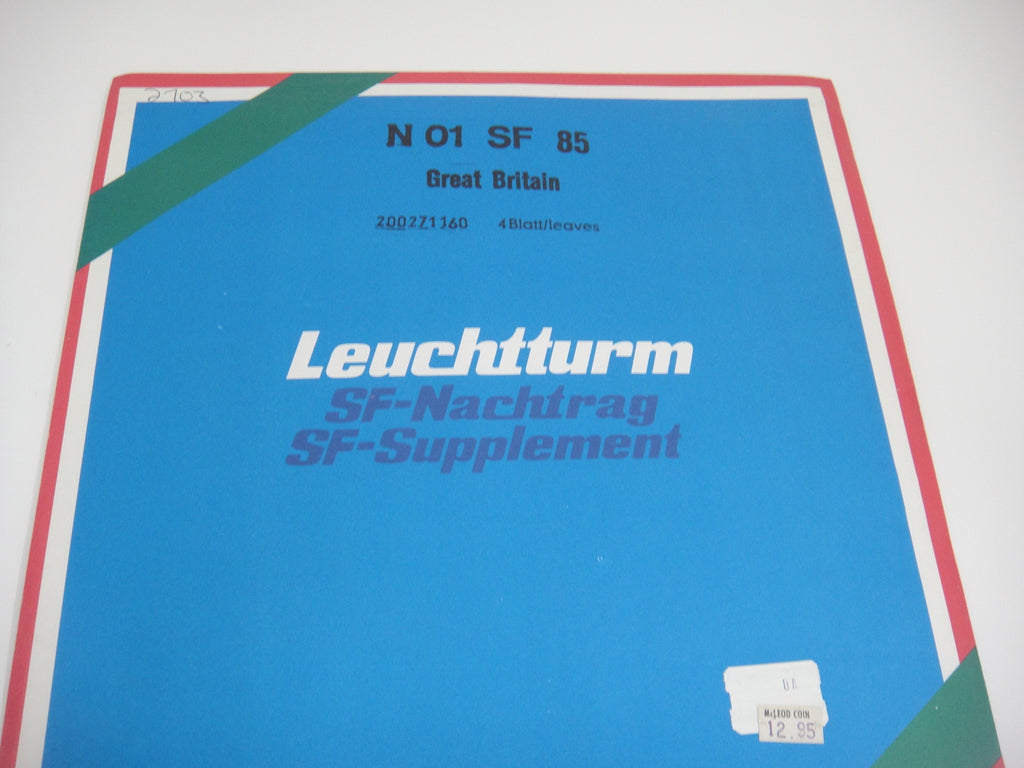 2703
N 01 SF 85
Great Britain
200271160 4 Blatt/leaves
Leuchtturm
SF-Nachtrag
SF-Supplement
McLEOD COIN
12.95